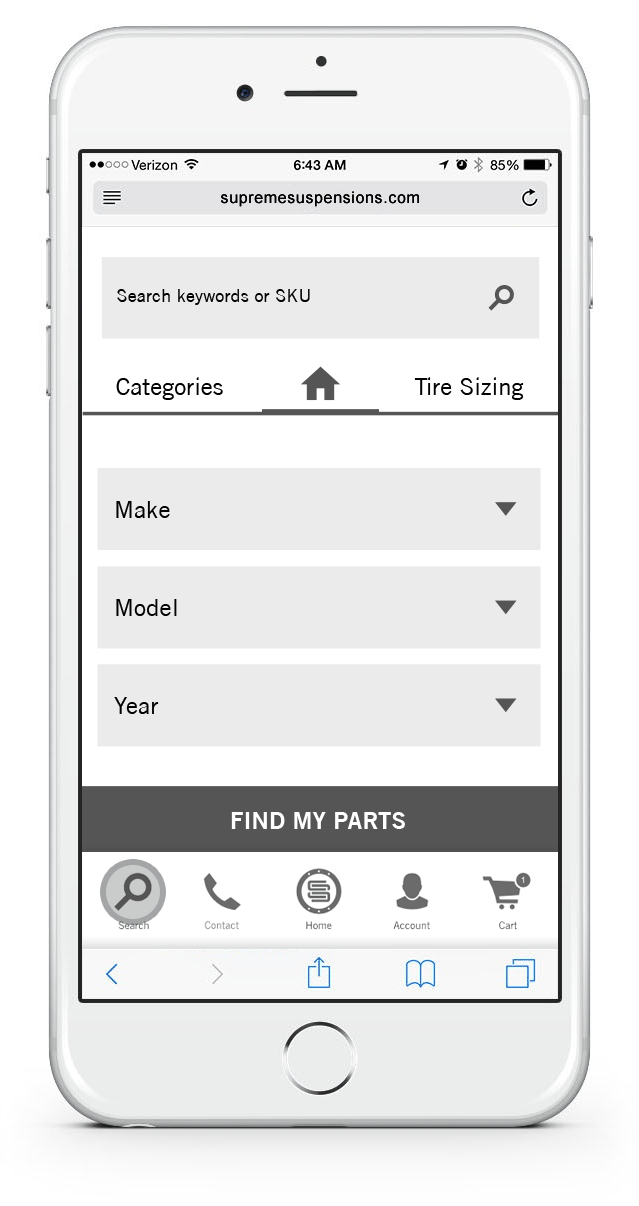 Verizon 6:43 AM 85%
supremesuspensions.com
Search keywords or SKU
Categories Tire Sizing
Make
Model
Year
FIND MY PARTS
1
Search Contact Home Account Cart